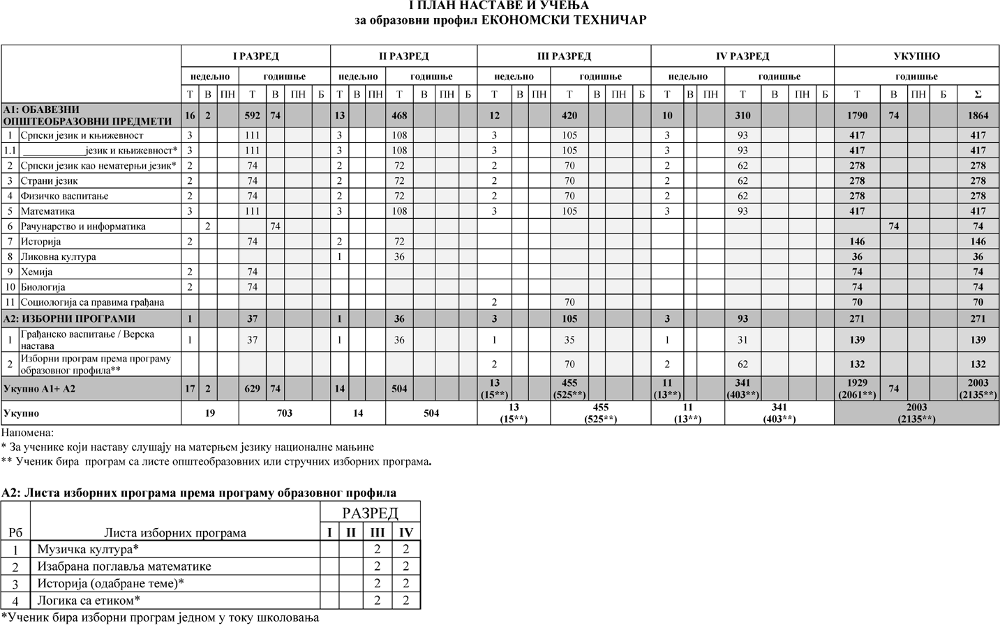 I ПЛАН НАСТАВЕ И УЧЕЊА
за образовни профил ЕКОНОМСКИ ТЕХНИЧАР
I РАЗРЕД II РАЗРЕД III РАЗРЕД IV РАЗРЕД УКУПНО
недељно годишње недељно годишње недељно годишње недељно годишње годишње
Т В ПН Т В ПН Б Т В ПН Т В ПН Б Т В ПН Т В ПН Б Т В ПН Т В ПН Б Т В ПН Б Σ
А1: ОБАВЕЗНИ
ОПШТЕОБРАЗОВНИ ПРЕДМЕТИ 16 2 592 74 13 468 12 420 10 310 1790 74 1864
1 Српски језик и књижевност 3 111 3 108 3 105 3 93 417 417
1.1 _____________језик и књижевност* 3 111 3 108 3 105 3 93 417 417
2 Српски језик као нематерњи језик* 2 74 2 72 2 70 2 62 278 278
3 Страни језик 2 74 2 72 2 70 2 62 278 278
4 Физичко васпитање 2 74 2 72 2 70 2 62 278 278
5 Математика 3 111 3 108 3 105 3 93 417 417
6 Рачунарство и информатика 2 74 74 74
7 Историја 2 74 2 72 146 146
8 Ликовна култура 1 36 36 36
9 Хемија 2 74 74 74
10 Биологија 2 74 74 74
11 Социологија са правима грађана 2 70 70 70
А2: ИЗБОРНИ ПРОГРАМИ 1 37 1 36 3 105 3 93 271 271
1 Грађанско васпитање / Верска
настава 1 37 1 36 1 35 1 31 139 139
2 Изборни програм према програму
образовног профила** 2 70 2 62 132 132
Укупно А1+ А2 17 2 629 74 14 504 13 455 11 341 1929 74 2003
(15**) (525**) (13**) (403**) (2061**) (2135**)
Укупно 19 703 14 504 13 455 11 341 2003
(15**) (525**) (13**) (403**) (2135**)
Напомена:
* За ученике који наставу слушају на матерњем језику националне мањине
** Ученик бира програм са листе општеобразовних или стручних изборних програма.
А2: Листа изборних програма према програму образовног профила
Рб Листа изборних програма РАЗРЕД
I II III IV
1 Музичка култура* 2 2
2 Изабрана поглавља математике 2 2
3 Историја (одабране теме)* 2 2
4 Логика са етиком* 2 2
*Ученик бира изборни програм једном у току школовања